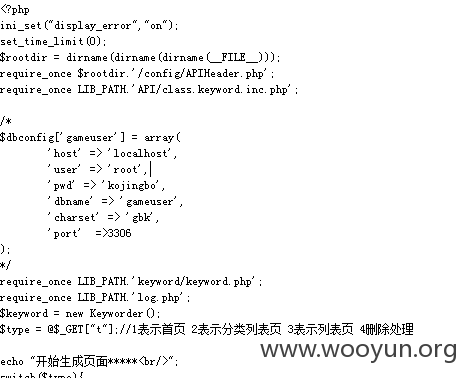 <?php
ini_set("display_error","on");
set_time_limit(0);
$rootdir = dirname(dirname(dirname(__FILE__)));
require_once $rootdir.'/config/APIHeader.php';
require_once LIB_PATH.'API/class.keyword.inc.php';
/*
$dbconfig['gameuser'] = array(
'host' => 'localhost',
'user' => 'root',
'pwd' => 'kojingbo',
'dbname' => 'gameuser',
'charset' => 'gbk',
'port' =>3306
);
*/
require_once LIB_PATH.'keyword/keyword.php';
require_once LIB_PATH.'log.php';
$keyword = new Keyworder();
$type = @$_GET["t"];//1表示首页 2表示分类列表页 3表示列表页 4删除处理
echo "开始生成页面*****<br/>";
switch($type){
www.wooyun.org